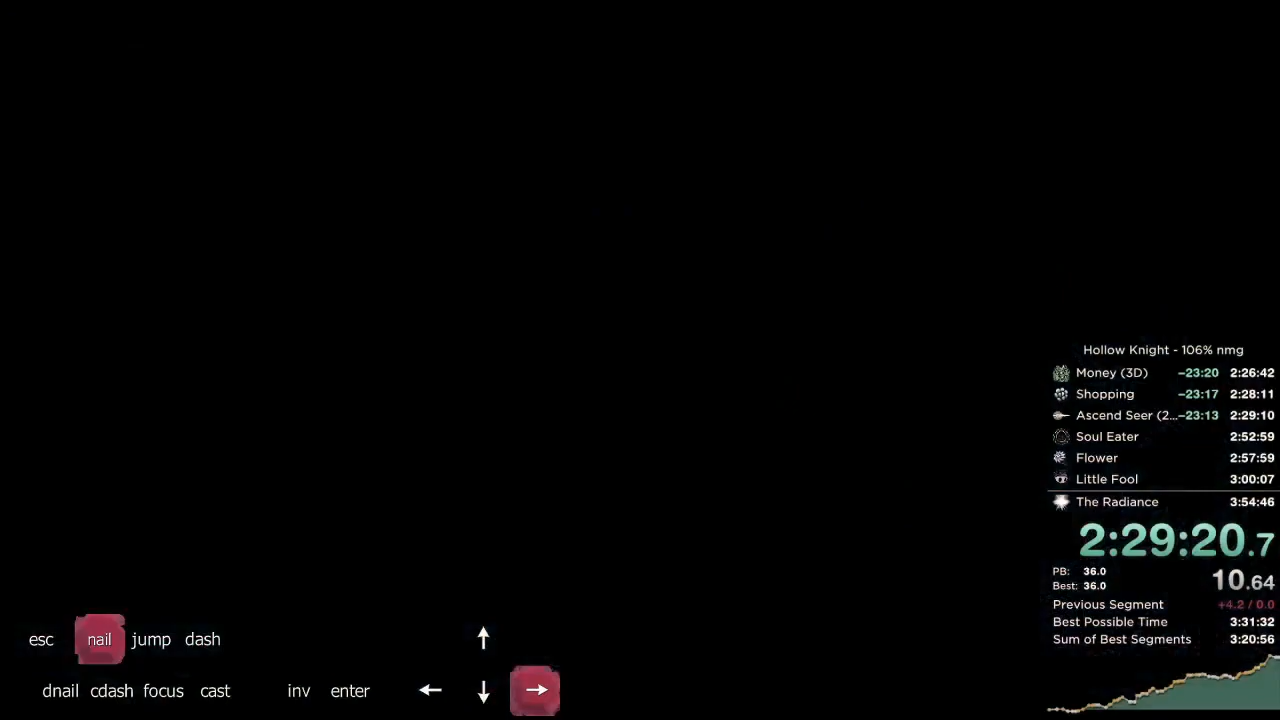 Hollow Knight - 106% nmg
Money (3D) -23:20 2:26:42
Shopping -23:17 2:28:11
Ascend Seer (2...-23:13 2:29:10
Soul Eater 2:52:59
Flower 2:57:59
Little Fool 3:00:07
The Radiance 3:54:46
2:29:20.7
PB: 36.0
Best: 36.0
10.64
Previous Segment +4.2 / 0.0
Best Possible Time 3:31:32
Sum of Best Segments 3:20:56
esc nail jump dash ↑
dnail cdash focus cast inv enter ← ↓ →